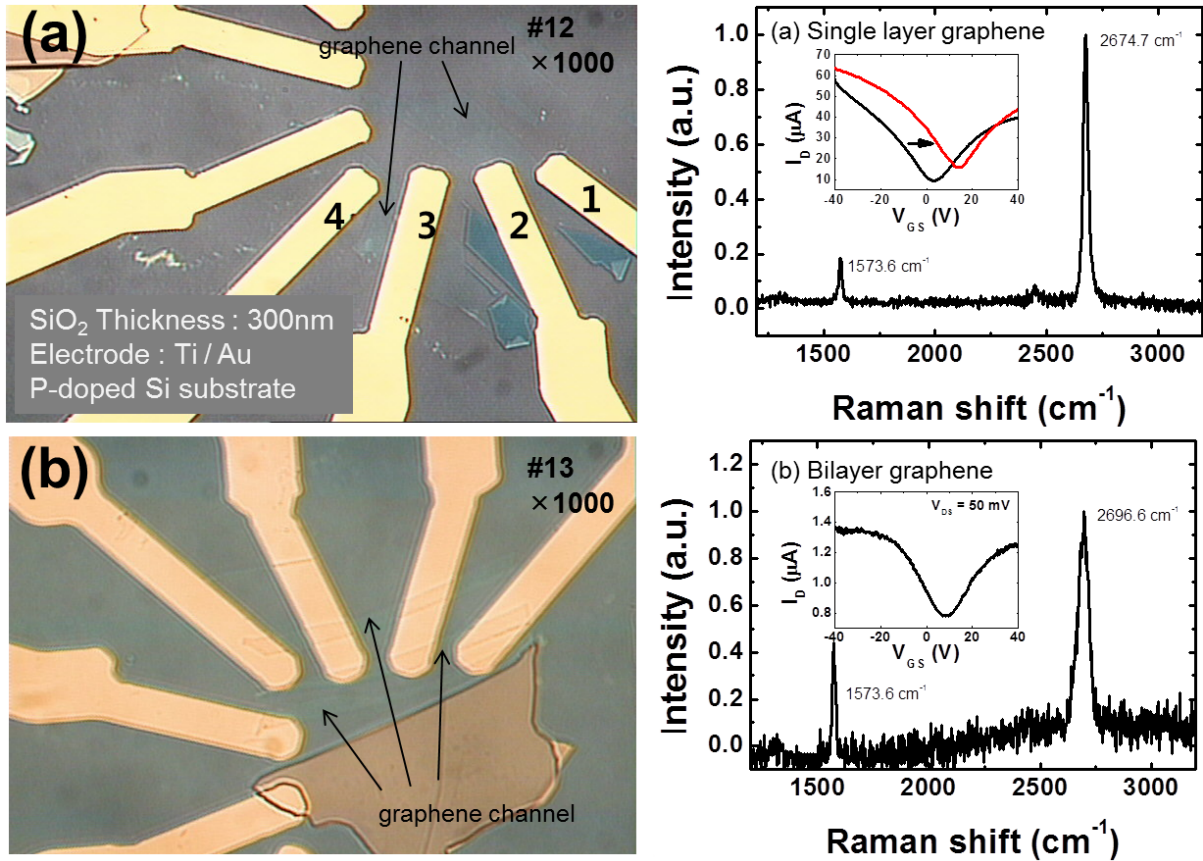 (a)
#12
×1000
graphene channel
4
3
2
1
SiO₂ Thickness : 300nm
Electrode : Ti / Au
P-doped Si substrate
(b)
#13
×1000
graphene channel
(a) Single layer graphene
2674.7 cm⁻¹
1573.6 cm⁻¹
Intensity (a.u.)
1.0
0.8
0.6
0.4
0.2
0.0
1500 2000 2500 3000
Raman shift (cm⁻¹)
I_D (μA)
70
60
50
40
30
20
10
-40 -20 0 20 40
V_GS (V)
(b) Bilayer graphene
2696.6 cm⁻¹
1573.6 cm⁻¹
Intensity (a.u.)
1.2
1.0
0.8
0.6
0.4
0.2
0.0
1500 2000 2500 3000
Raman shift (cm⁻¹)
V_DS = 50 mV
I_D (μA)
1.6
1.4
1.2
1.0
0.8
-40 -20 0 20 40
V_GS (V)